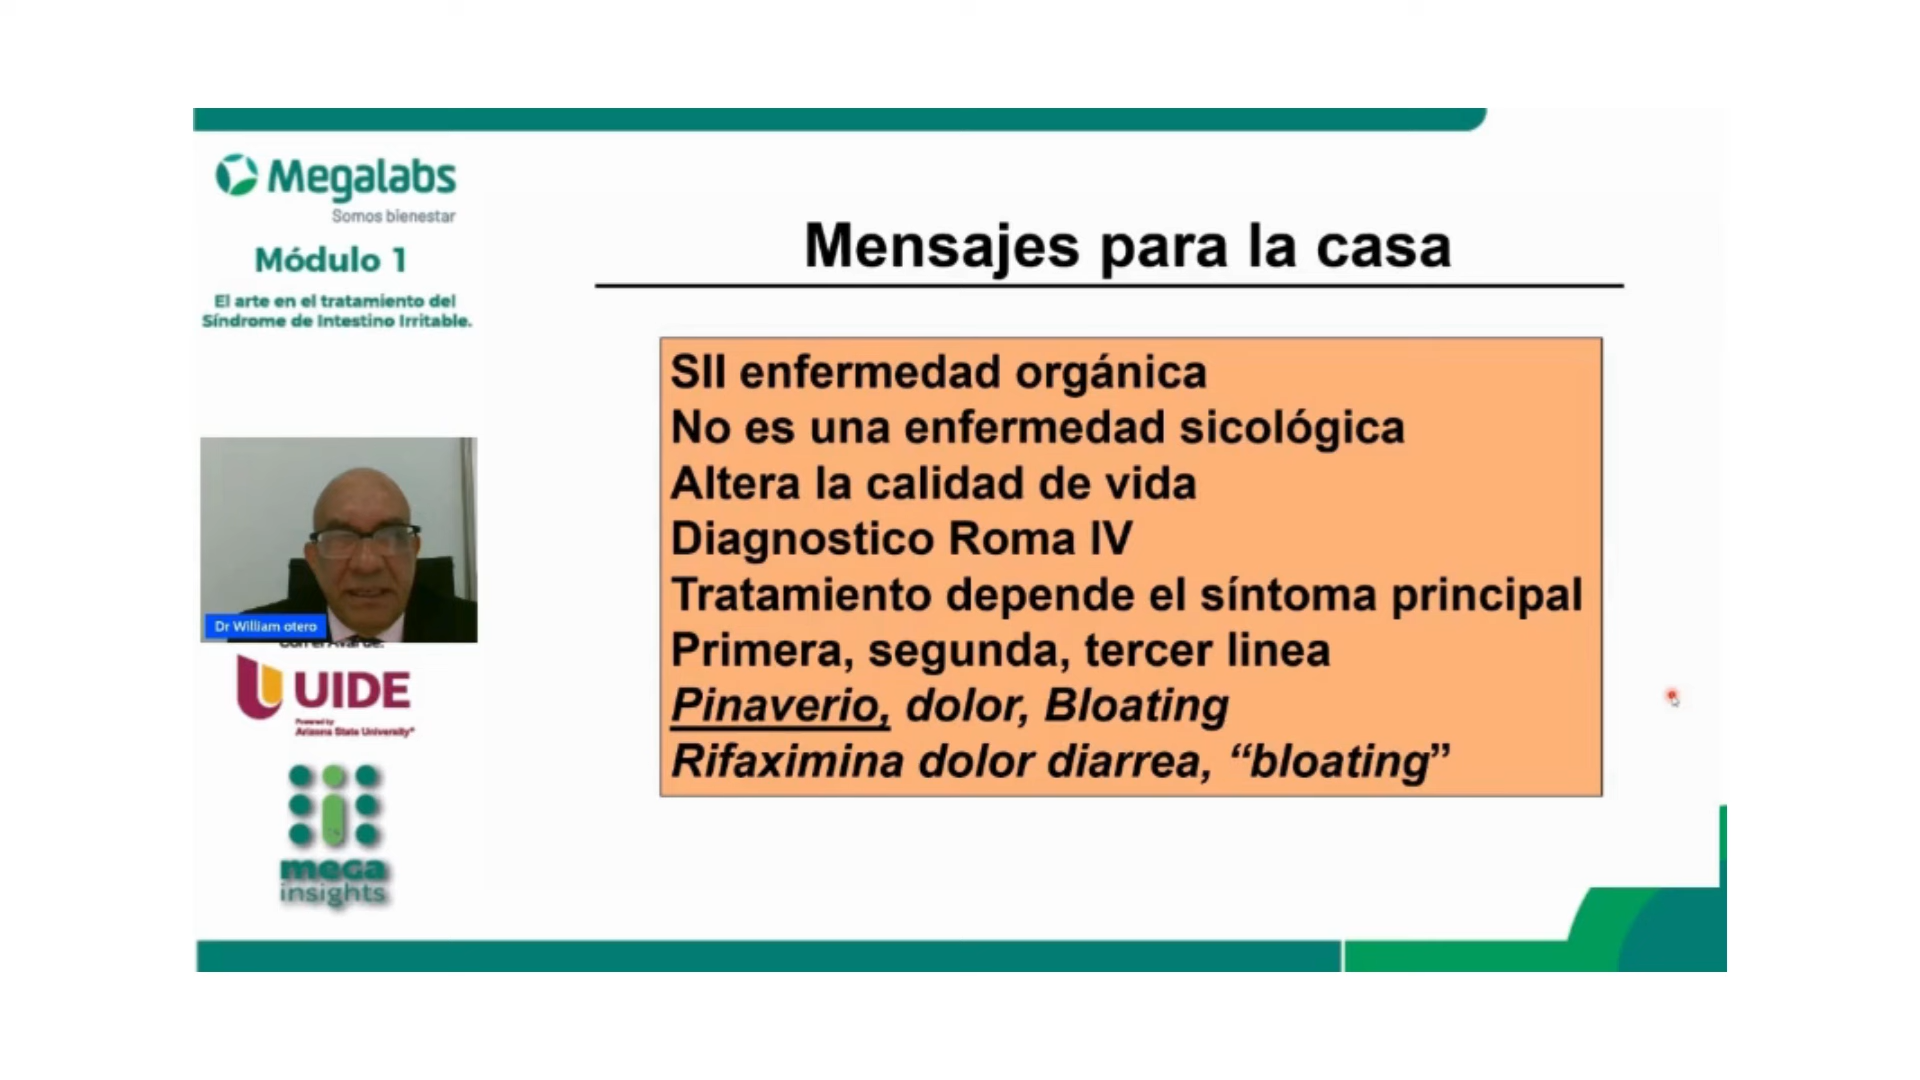 Megalabs
Somos bienestar
Módulo 1
El arte en el tratamiento del
Síndrome de Intestino Irritable.
Dr William otero
UIDE
Powered by
Arizona State University®
mega
insights
Mensajes para la casa
SII enfermedad orgánica
No es una enfermedad sicológica
Altera la calidad de vida
Diagnostico Roma IV
Tratamiento depende el síntoma principal
Primera, segunda, tercer linea
Pinaverio, dolor, Bloating
Rifaximina dolor diarrea, “bloating”